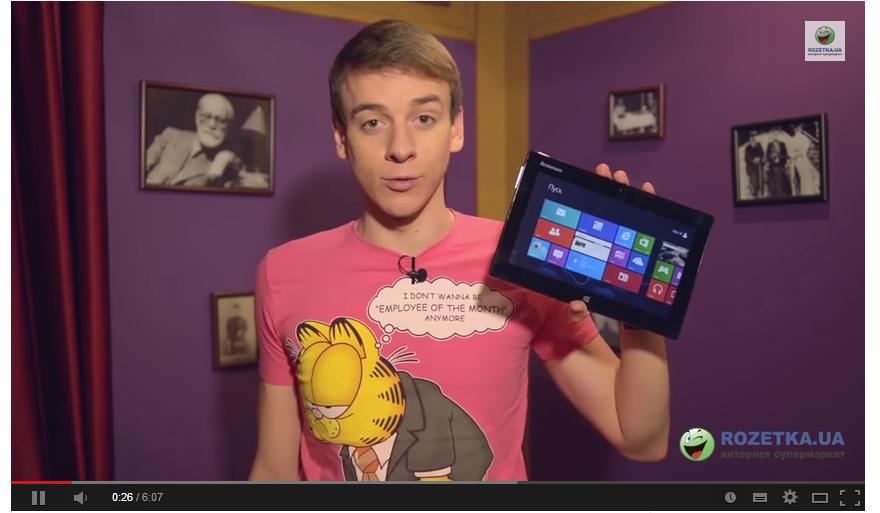 ROZETKA.UA
интернет супермаркет
Lenovo
Пуск
I DON'T WANNA BE
"EMPLOYEE OF THE MONTH"
ANYMORE
ROZETKA.UA
интернет супермаркет
0:26 / 6:07